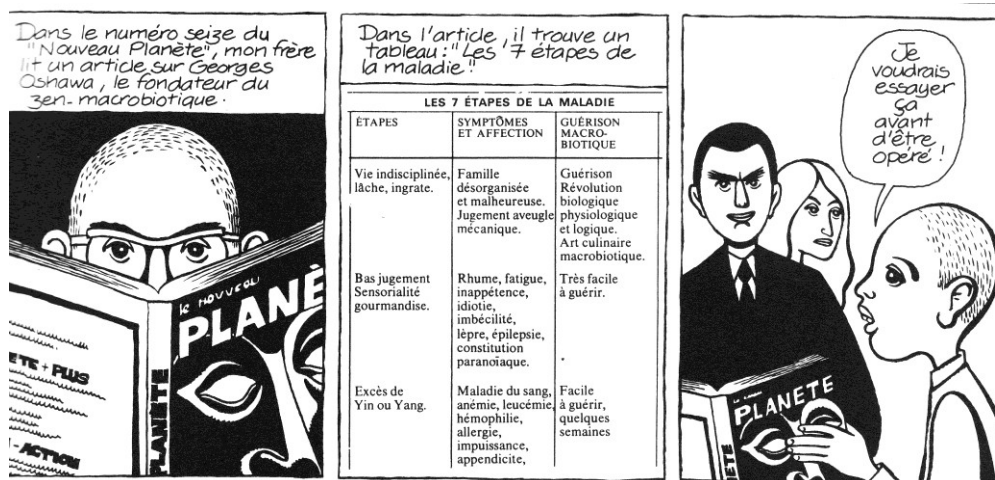 Dans le numéro seize du
"Nouveau Planète", mon frère
lit un article sur Georges
Oshawa, le fondateur du
zen-macrobiotique.
le NOUVEAU
PLANÈ
PLANÈTE
ETE + PLUS
- ACTION
Dans l'article, il trouve un
tableau: "Les 7 étapes de
la maladie".
LES 7 ÉTAPES DE LA MALADIE
ÉTAPES
SYMPTÔMES
ET AFFECTION
GUÉRISON
MACRO-
BIOTIQUE
Vie indisciplinée,
lâche, ingrate.
Famille
désorganisée
et malheureuse.
Jugement aveugle
mécanique.
Guérison
Révolution
biologique
physiologique
et logique.
Art culinaire
macrobiotique.
Bas jugement
Sensorialité
gourmandise.
Rhume, fatigue,
inappétence,
idiotie,
imbécilité,
lèpre, épilepsie,
constitution
paranoïaque.
Très facile
à guérir.
Excès de
Yin ou Yang.
Maladie du sang,
anémie, leucémie,
hémophilie,
allergie,
impuissance,
appendicite,
Facile
à guérir,
quelques
semaines
Je
voudrais
essayer
ça
avant
d'être
opéré !
PLANETE
ETE